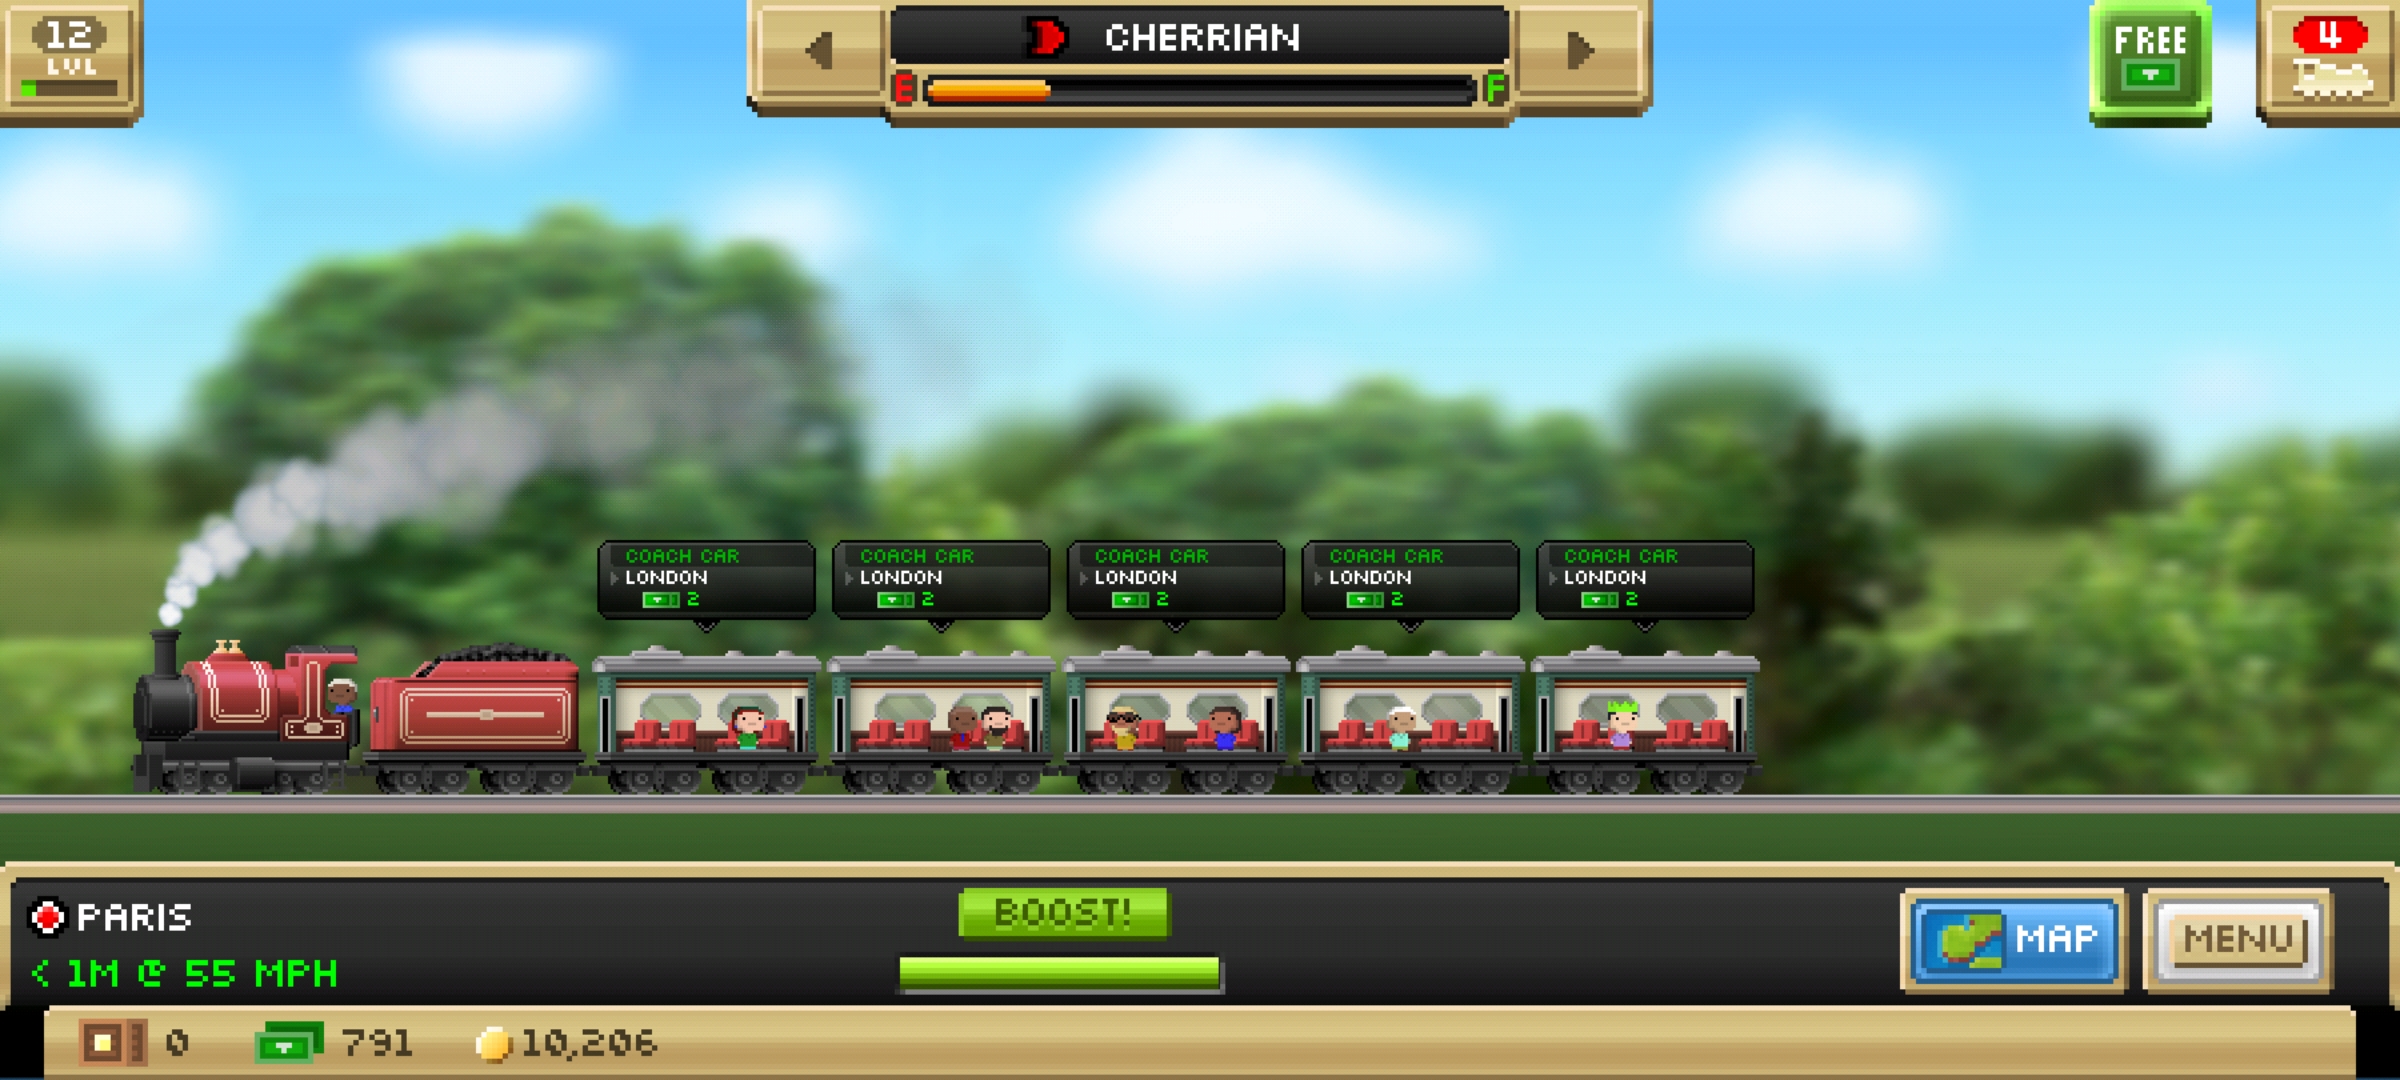 12
LVL
CHERRIAN
E
F
FREE
4
COACH CAR
LONDON
2
COACH CAR
LONDON
2
COACH CAR
LONDON
2
COACH CAR
LONDON
2
COACH CAR
LONDON
2
PARIS
< 1M @ 55 MPH
BOOST!
MAP
MENU
0
791
10,206